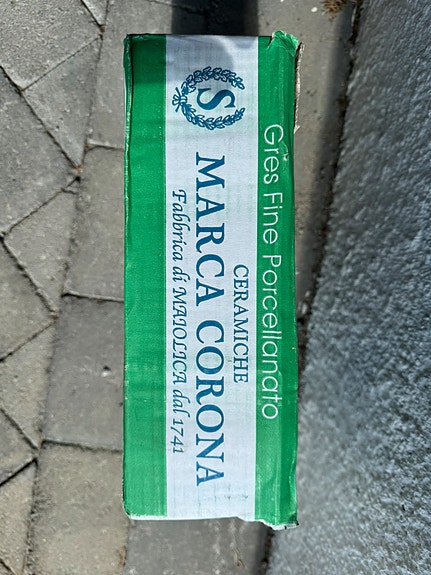 Gres Fine Porcellanato
S
CERAMICHE
MARCA CORONA
Fabbrica di MAIOLICA dal 1741